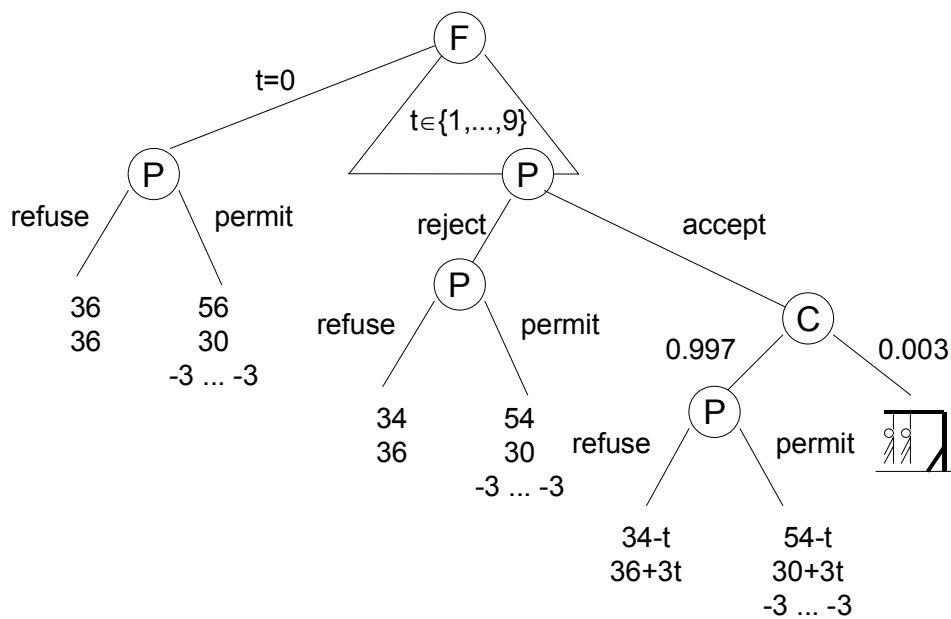 F
t=0
t∈{1,...,9}
P
P
refuse
permit
reject
accept
36
36
56
30
-3 ... -3
P
C
refuse
permit
0.997
0.003
34
36
54
30
-3 ... -3
P
refuse
permit
34-t
36+3t
54-t
30+3t
-3 ... -3